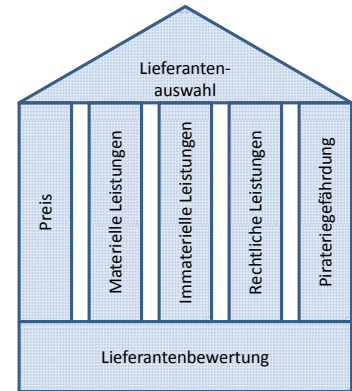 Lieferanten-
auswahl
Preis
Materielle Leistungen
Immaterielle Leistungen
Rechtliche Leistungen
Pirateriegefährdung
Lieferantenbewertung